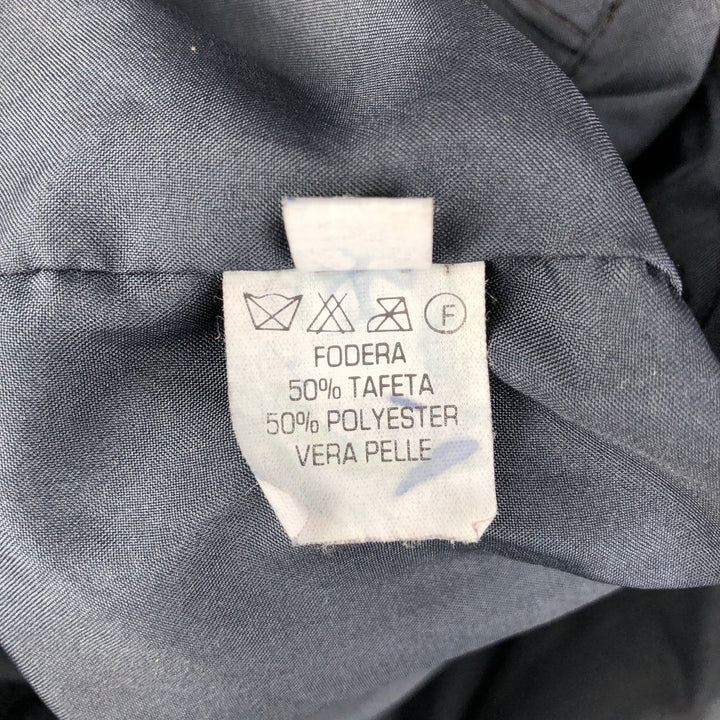 F
FODERA
50% TAFETA
50% POLYESTER
VERA PELLE